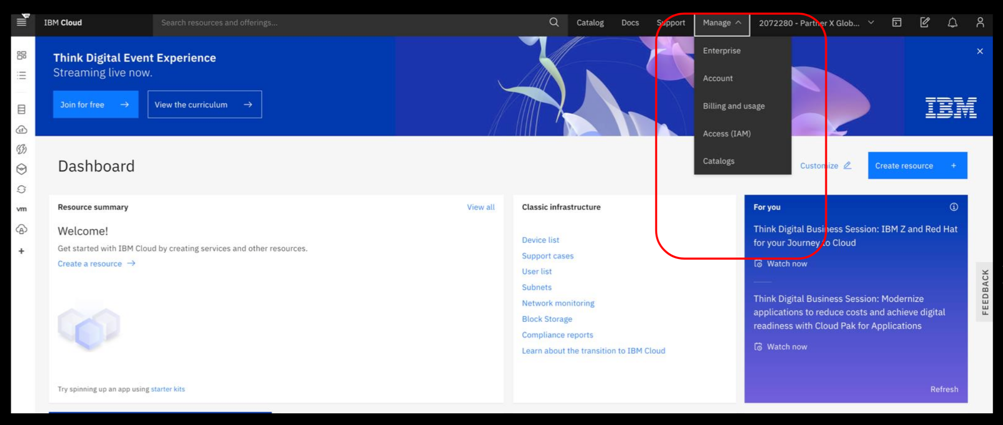 IBM Cloud
Search resources and offerings...
Catalog
Docs
Support
Manage
2072280 - Partner X Glob...
Enterprise
Account
Billing and usage
Access (IAM)
Catalogs
Think Digital Event Experience
Streaming live now.
Join for free →
View the curriculum →
IBM
Dashboard
Customize
Create resource +
vm
Resource summary
View all
Welcome!
Get started with IBM Cloud by creating services and other resources.
Create a resource →
Try spinning up an app using starter kits
Classic infrastructure
Device list
Support cases
User list
Subnets
Network monitoring
Block Storage
Compliance reports
Learn about the transition to IBM Cloud
For you
Think Digital Business Session: IBM Z and Red Hat
for your Journey to Cloud
Watch now
Think Digital Business Session: Modernize
applications to reduce costs and achieve digital
readiness with Cloud Pak for Applications
Watch now
Refresh
FEEDBACK